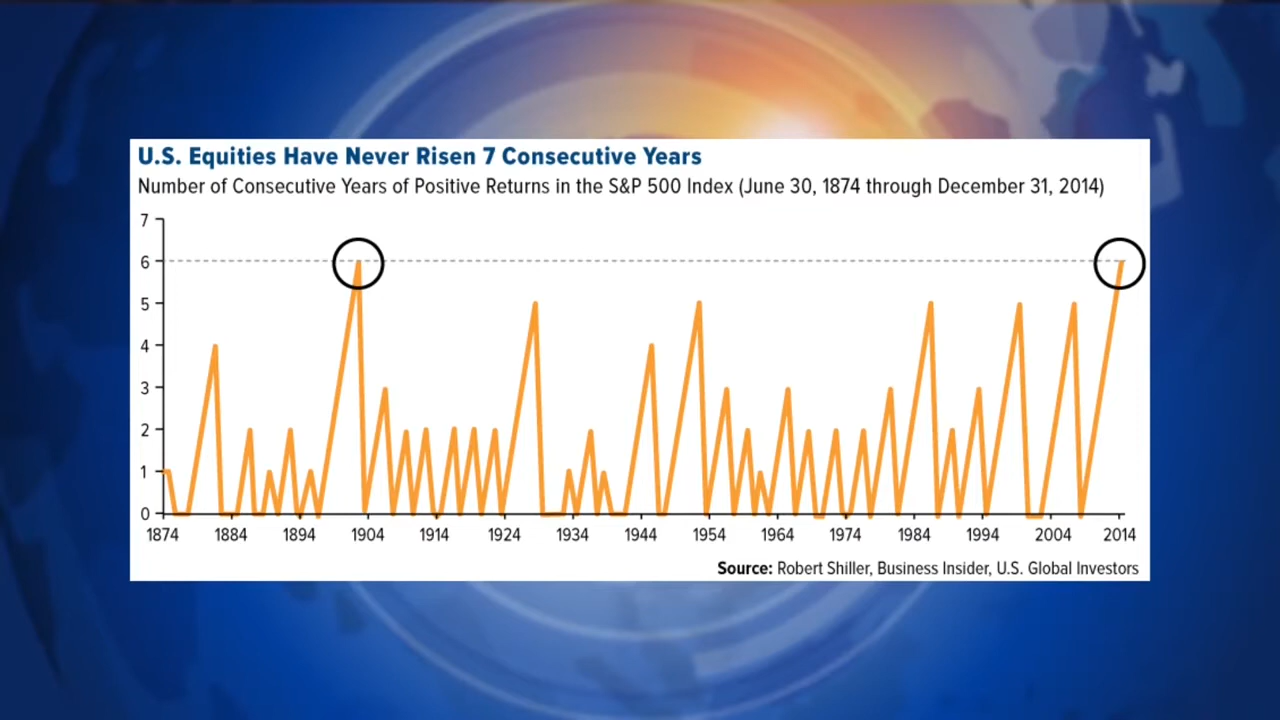 U.S. Equities Have Never Risen 7 Consecutive Years
Number of Consecutive Years of Positive Returns in the S&P 500 Index (June 30, 1874 through December 31, 2014)
7
6
5
4
3
2
1
0
1874 1884 1894 1904 1914 1924 1934 1944 1954 1964 1974 1984 1994 2004 2014
Source: Robert Shiller, Business Insider, U.S. Global Investors